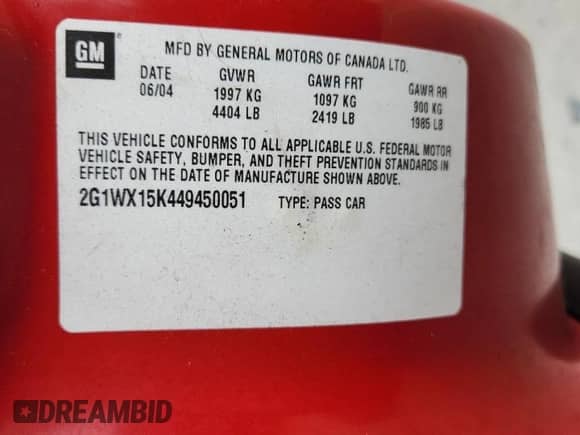 GM
MFD BY GENERAL MOTORS OF CANADA LTD.
DATE GVWR GAWR FRT GAWR RR
06/04 1997 KG 1097 KG 900 KG
4404 LB 2419 LB 1985 LB
THIS VEHICLE CONFORMS TO ALL APPLICABLE U.S. FEDERAL MOTOR
VEHICLE SAFETY, BUMPER, AND THEFT PREVENTION STANDARDS IN
EFFECT ON THE DATE OF MANUFACTURE SHOWN ABOVE.
2G1WX15K449450051 TYPE: PASS CAR
DREAMBID